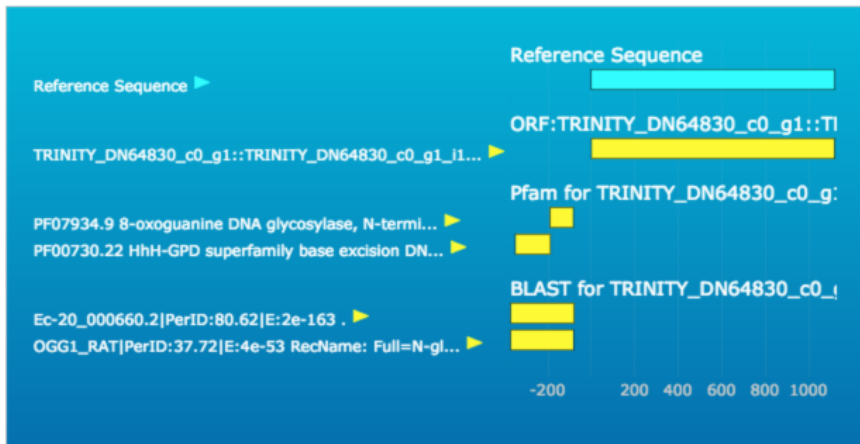 Reference Sequence
Reference Sequence
ORF:TRINITY_DN64830_c0_g1::TI
TRINITY_DN64830_c0_g1::TRINITY_DN64830_c0_g1_i1...
Pfam for TRINITY_DN64830_c0_g1:
PF07934.9 8-oxoguanine DNA glycosylase, N-termi...
PF00730.22 HhH-GPD superfamily base excision DN...
BLAST for TRINITY_DN64830_c0_g
Ec-20_000660.2|PerID:80.62|E:2e-163 .
OGG1_RAT|PerID:37.72|E:4e-53 RecName: Full=N-gl...
-200 200 400 600 800 1000